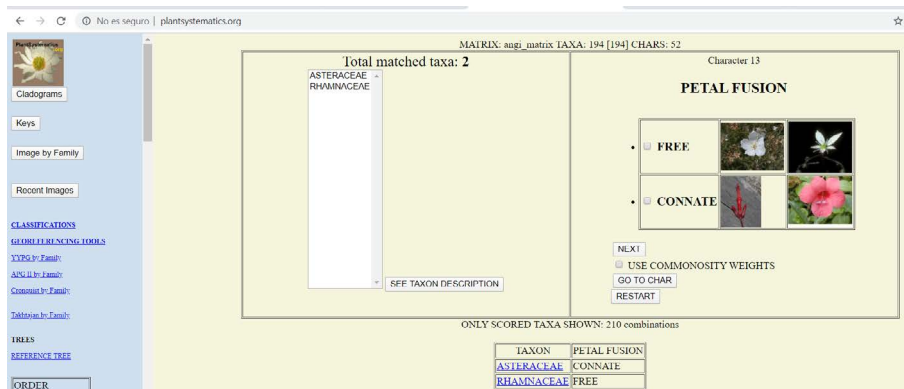 No es seguro | plantsystematics.org
PlantSystematics
Cladograms
Keys
Image by Family
Recent Images
CLASSIFICATIONS
GEOREFERENCING TOOLS
YYPG by Family
APG II by Family
Cronquist by Family
Takhtajan by Family
TREES
REFERENCE TREE
ORDER
MATRIX: angi_matrix TAXA: 194 [194] CHARS: 52
Total matched taxa: 2
ASTERACEAE
RHAMNACEAE
SEE TAXON DESCRIPTION
Character 13
PETAL FUSION
FREE
CONNATE
NEXT
USE COMMONOSITY WEIGHTS
GO TO CHAR
RESTART
ONLY SCORED TAXA SHOWN: 210 combinations
TAXON PETAL FUSION
ASTERACEAE CONNATE
RHAMNACEAE FREE